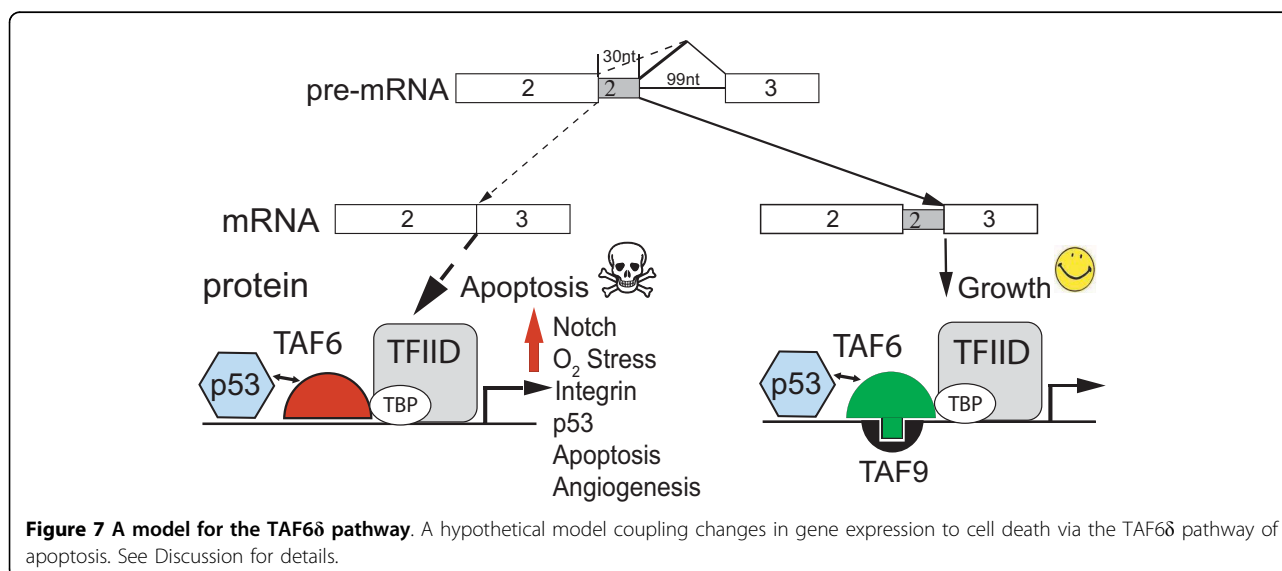 30nt
pre-mRNA 2 2 99nt 3
mRNA 2 3 2 2 3
protein Apoptosis Growth
Notch
O2 Stress
Integrin
p53
Apoptosis
Angiogenesis
p53 TAF6 TFIID TBP
p53 TAF6 TFIID TBP
TAF9
Figure 7 A model for the TAF6δ pathway. A hypothetical model coupling changes in gene expression to cell death via the TAF6δ pathway of
apoptosis. See Discussion for details.